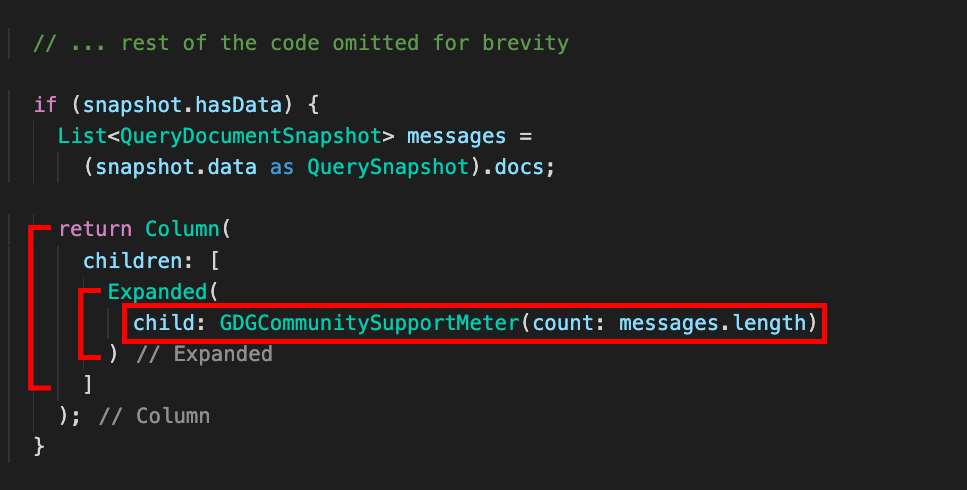 // ... rest of the code omitted for brevity
if (snapshot.hasData) {
List<QueryDocumentSnapshot> messages =
(snapshot.data as QuerySnapshot).docs;
return Column(
children: [
Expanded(
child: GDGCommunitySupportMeter(count: messages.length)
) // Expanded
]
); // Column
}